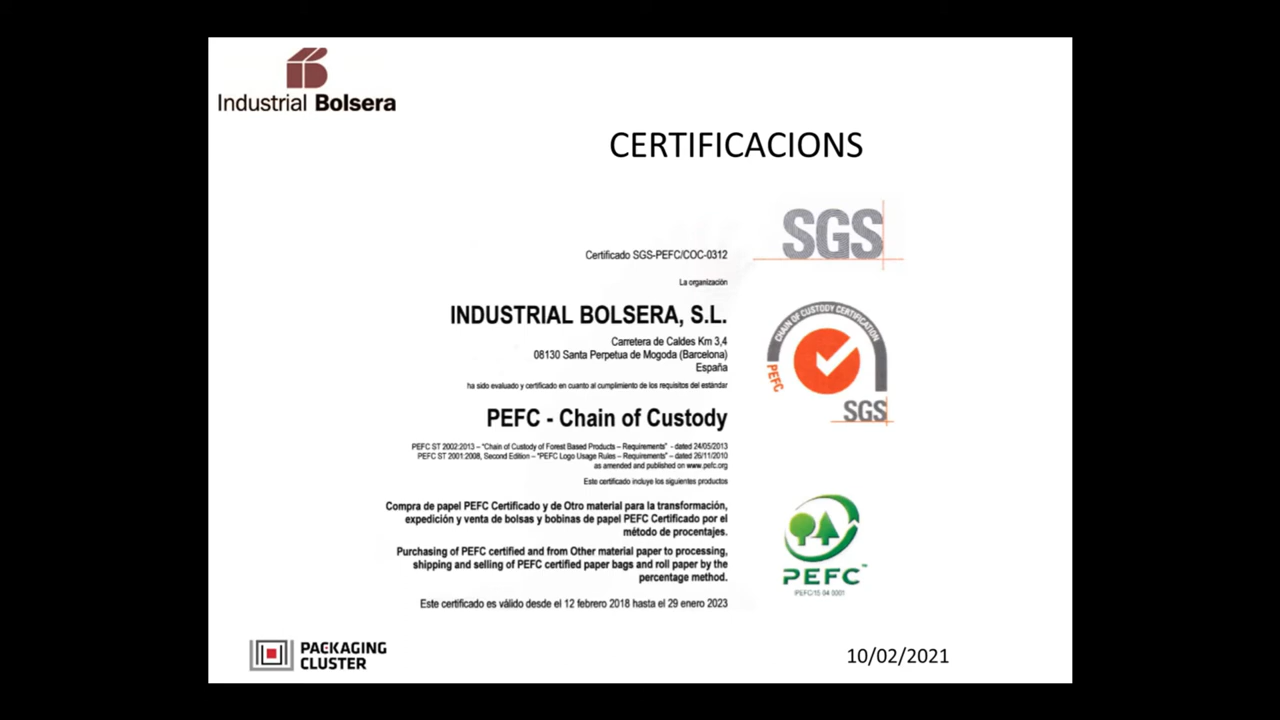 Industrial Bolsera
CERTIFICACIONS
SGS
Certificado SGS-PEFC/COC-0312
La organización
INDUSTRIAL BOLSERA, S.L.
Carretera de Caldes Km 3,4
08130 Santa Perpetua de Mogoda (Barcelona)
España
ha sido evaluado y certificado en cuanto al cumplimiento de los requisitos del estándar
CHAIN OF CUSTODY CERTIFICATION
PEFC
SGS
PEFC - Chain of Custody
PEFC ST 2002:2013 – "Chain of Custody of Forest Based Products – Requirements" - dated 24/05/2013
PEFC ST 2001:2008, Second Edition – "PEFC Logo Usage Rules – Requirements" – dated 26/11/2010
as amended and published on www.pefc.org
Este certificado incluye los siguientes productos
Compra de papel PEFC Certificado y de Otro material para la transformación,
expedición y venta de bolsas y bobinas de papel PEFC Certificado por el
método de procentajes.
Purchasing of PEFC certified and from Other material paper to processing,
shipping and selling of PEFC certified paper bags and roll paper by the
percentage method.
PEFC™
PEFC/15 04 0001
Este certificado es válido desde el 12 febrero 2018 hasta el 29 enero 2023
PACKAGING
CLUSTER
10/02/2021